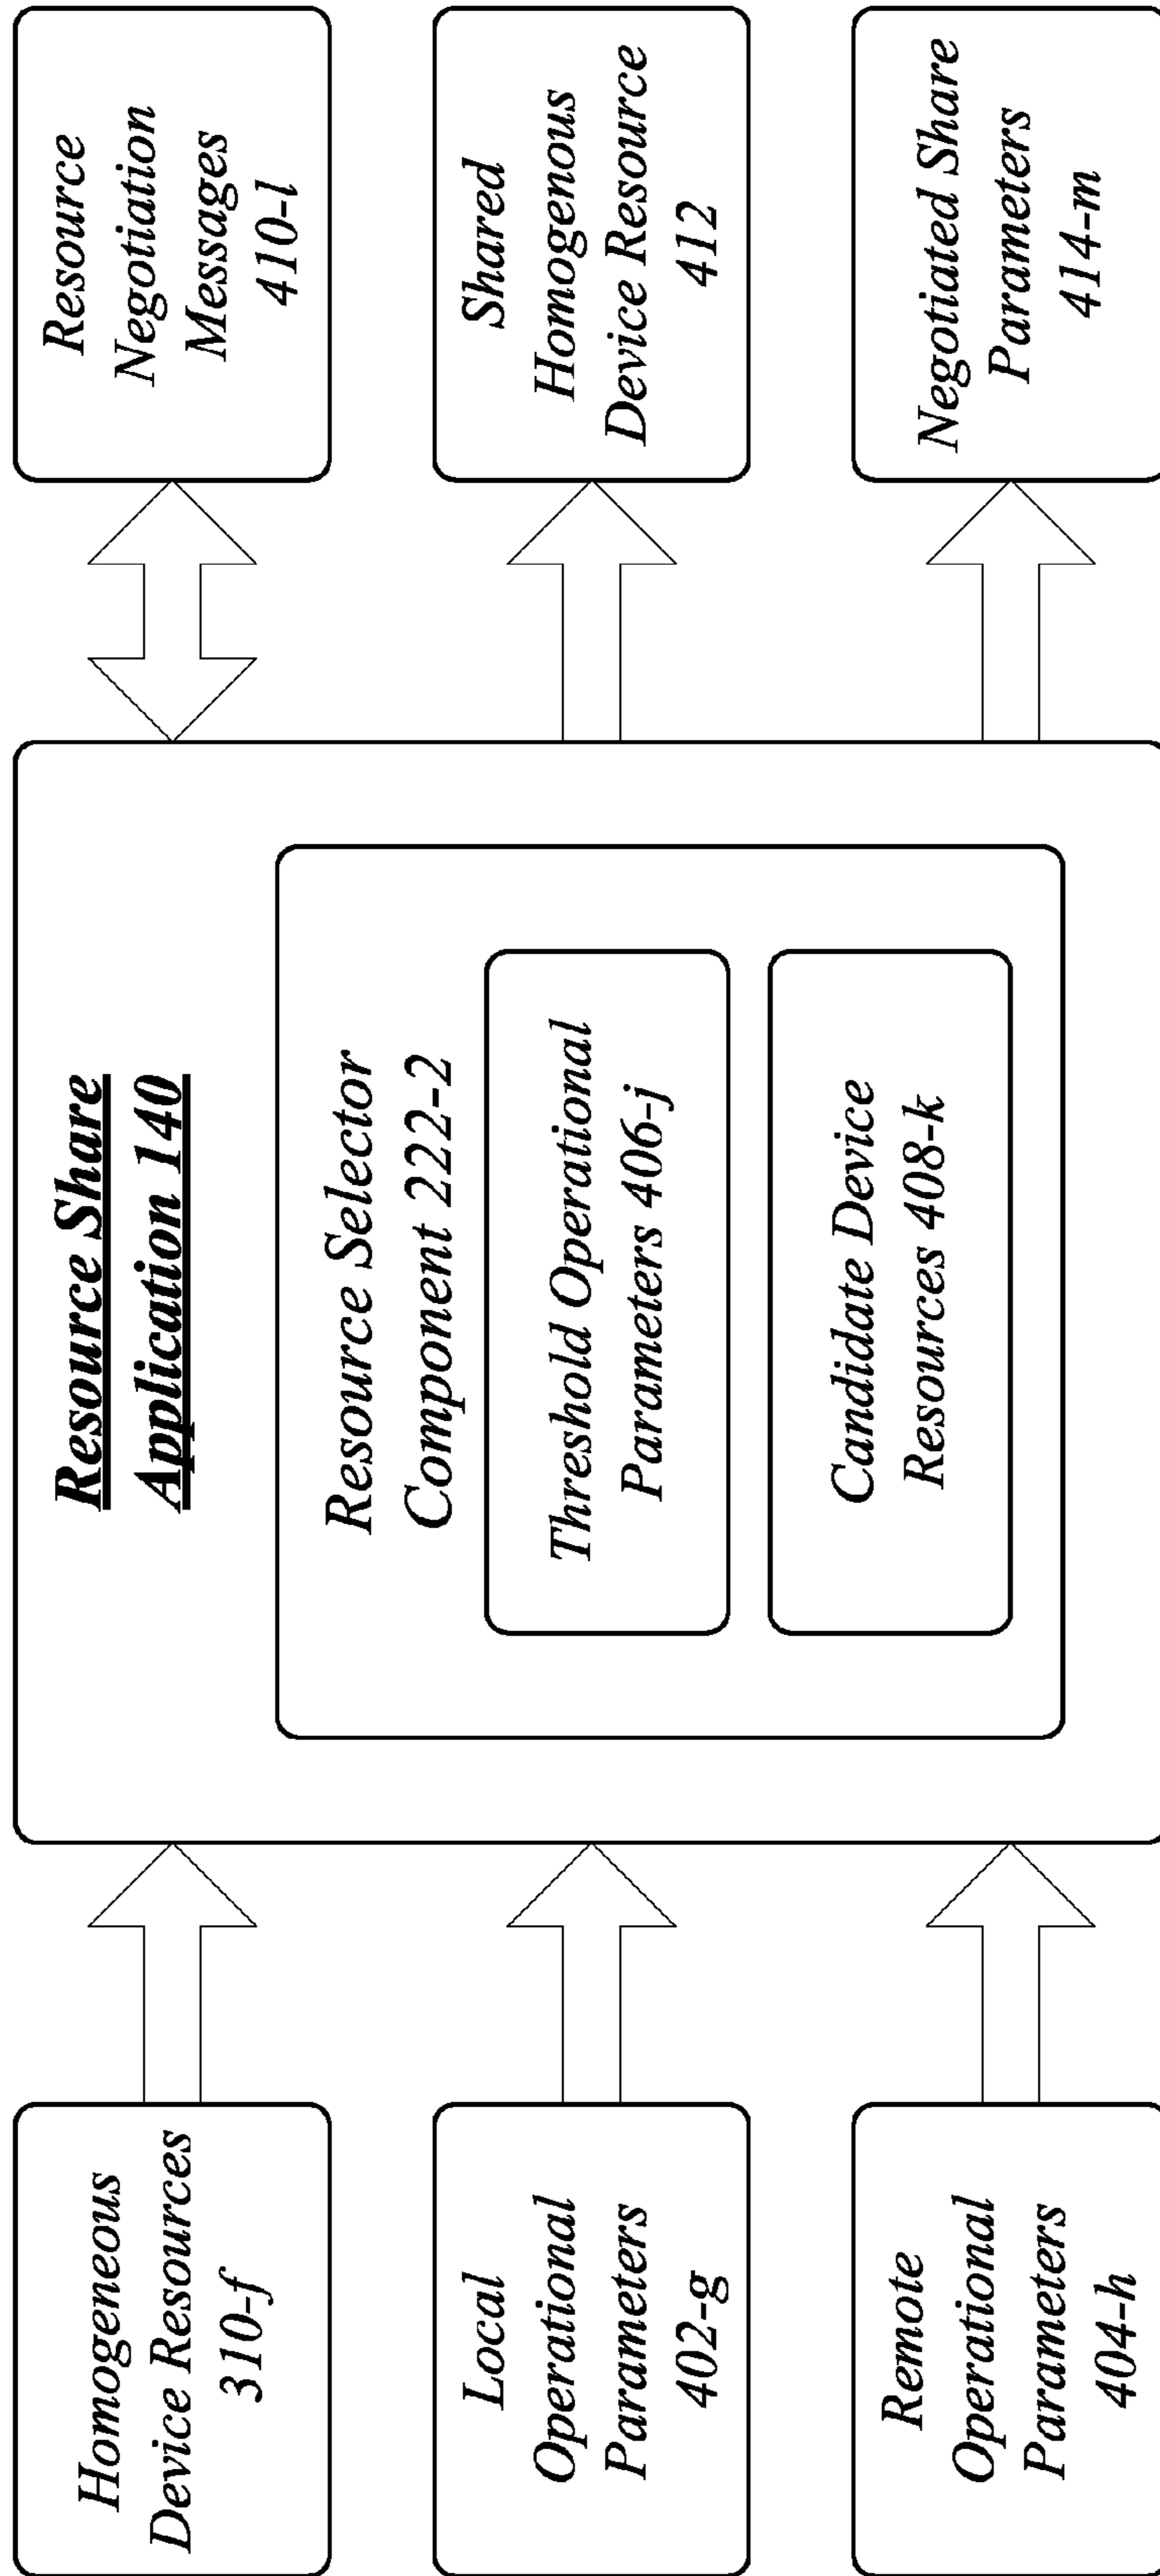 Homogeneous
Device Resources
310-f
Local
Operational
Parameters
402-g
Remote
Operational
Parameters
404-h
Resource Share
Application 140
Resource Selector
Component 222-2
Threshold Operational
Parameters 406-j
Candidate Device
Resources 408-k
Resource
Negotiation
Messages
410-l
Shared
Homogenous
Device Resource
412
Negotiated Share
Parameters
414-m